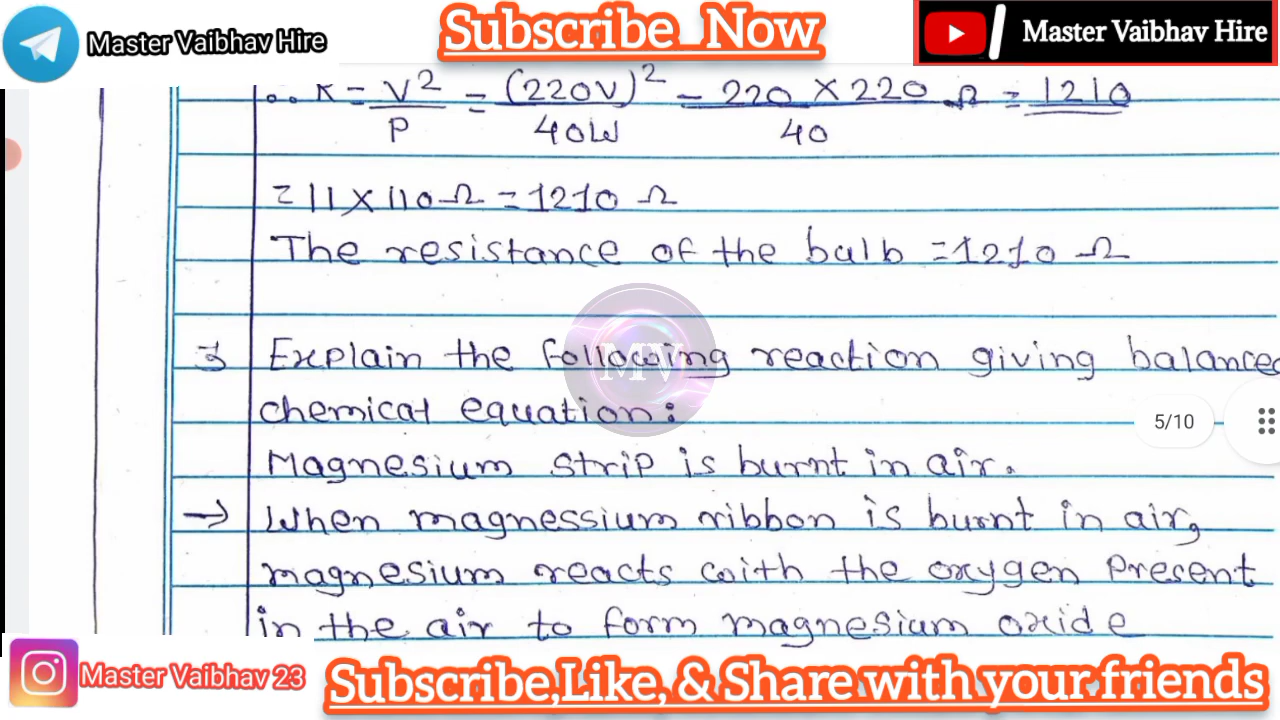 Master Vaibhav Hire
Subscribe Now
Master Vaibhav Hire
∴ R = V² / P = (220V)² / 40W = 220 × 220 / 40 Ω = 1210
= 11 × 110 Ω = 1210 Ω
The resistance of the bulb = 1210 Ω
3 Explain the following reaction giving balanced
chemical equation:
Magnesium strip is burnt in air.
→ When magnessium ribbon is burnt in air,
magnesium reacts with the oxygen present
in the air to form magnesium oxide
MV
5/10
Master Vaibhav 23
Subscribe,Like, & Share with your friends